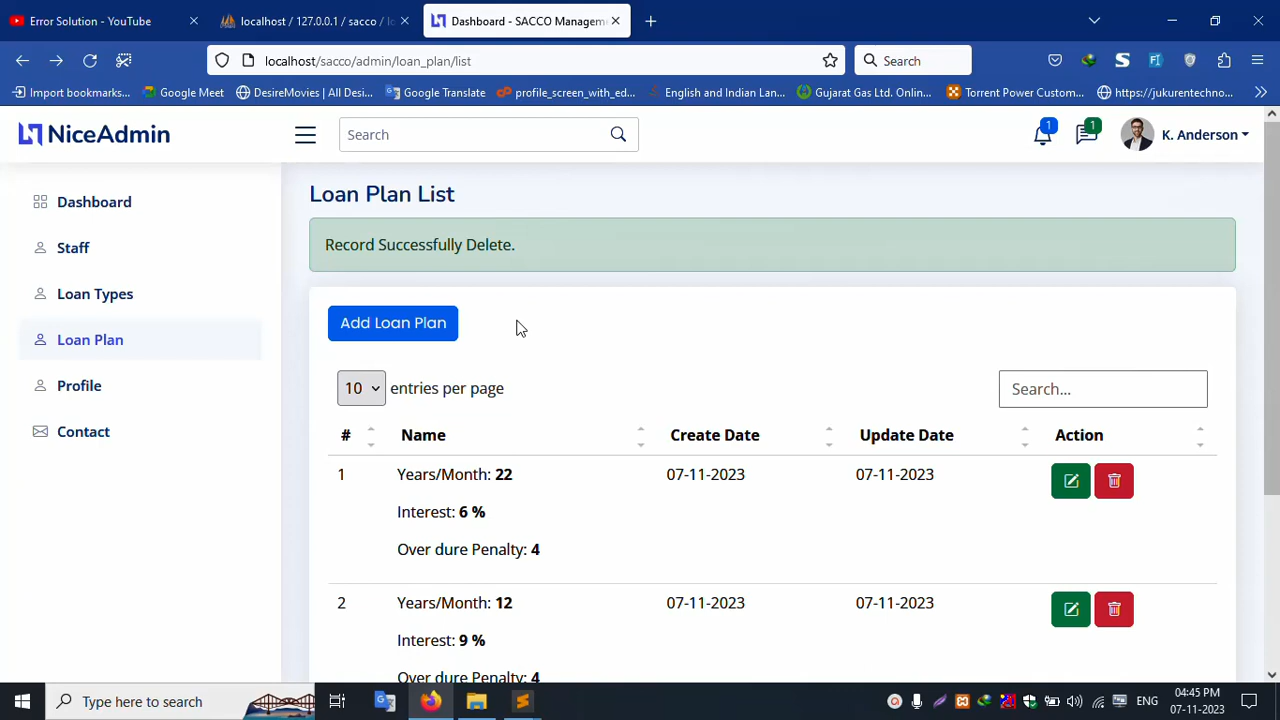 Error Solution - YouTube
localhost / 127.0.0.1 / sacco / lo
Dashboard - SACCO Managem
localhost/sacco/admin/loan_plan/list
Search
Import bookmarks...
Google Meet
DesireMovies | All Desi...
Google Translate
profile_screen_with_ed...
English and Indian Lan...
Gujarat Gas Ltd. Onlin...
Torrent Power Custom...
https://jukurentechno...
NiceAdmin
Search
1
1
K. Anderson
Dashboard
Staff
Loan Types
Loan Plan
Profile
Contact
Loan Plan List
Record Successfully Delete.
Add Loan Plan
10
entries per page
Search...
# Name Create Date Update Date Action
1 Years/Month: 22 07-11-2023 07-11-2023
Interest: 6 %
Over dure Penalty: 4
2 Years/Month: 12 07-11-2023 07-11-2023
Interest: 9 %
Over dure Penalty: 4
Type here to search
ENG
04:45 PM
07-11-2023